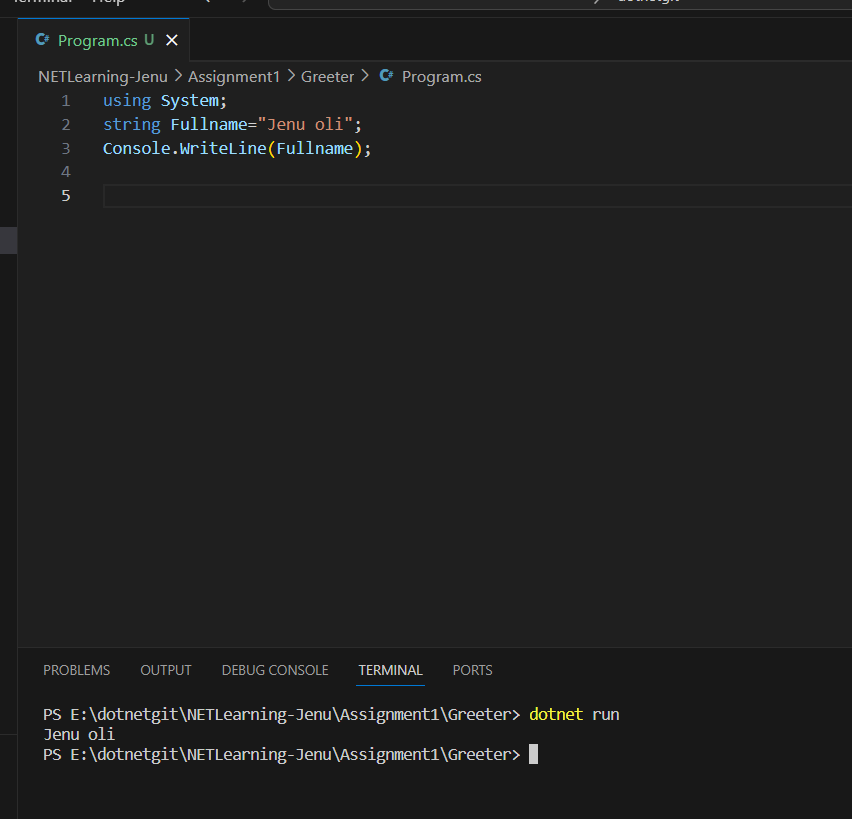 Terminal Help dotnetgit
C# Program.cs U ×
NETLearning-Jenu > Assignment1 > Greeter > C# Program.cs
1 using System;
2 string Fullname="Jenu oli";
3 Console.WriteLine(Fullname);
4
5
PROBLEMS OUTPUT DEBUG CONSOLE TERMINAL PORTS
PS E:\dotnetgit\NETLearning-Jenu\Assignment1\Greeter> dotnet run
Jenu oli
PS E:\dotnetgit\NETLearning-Jenu\Assignment1\Greeter>